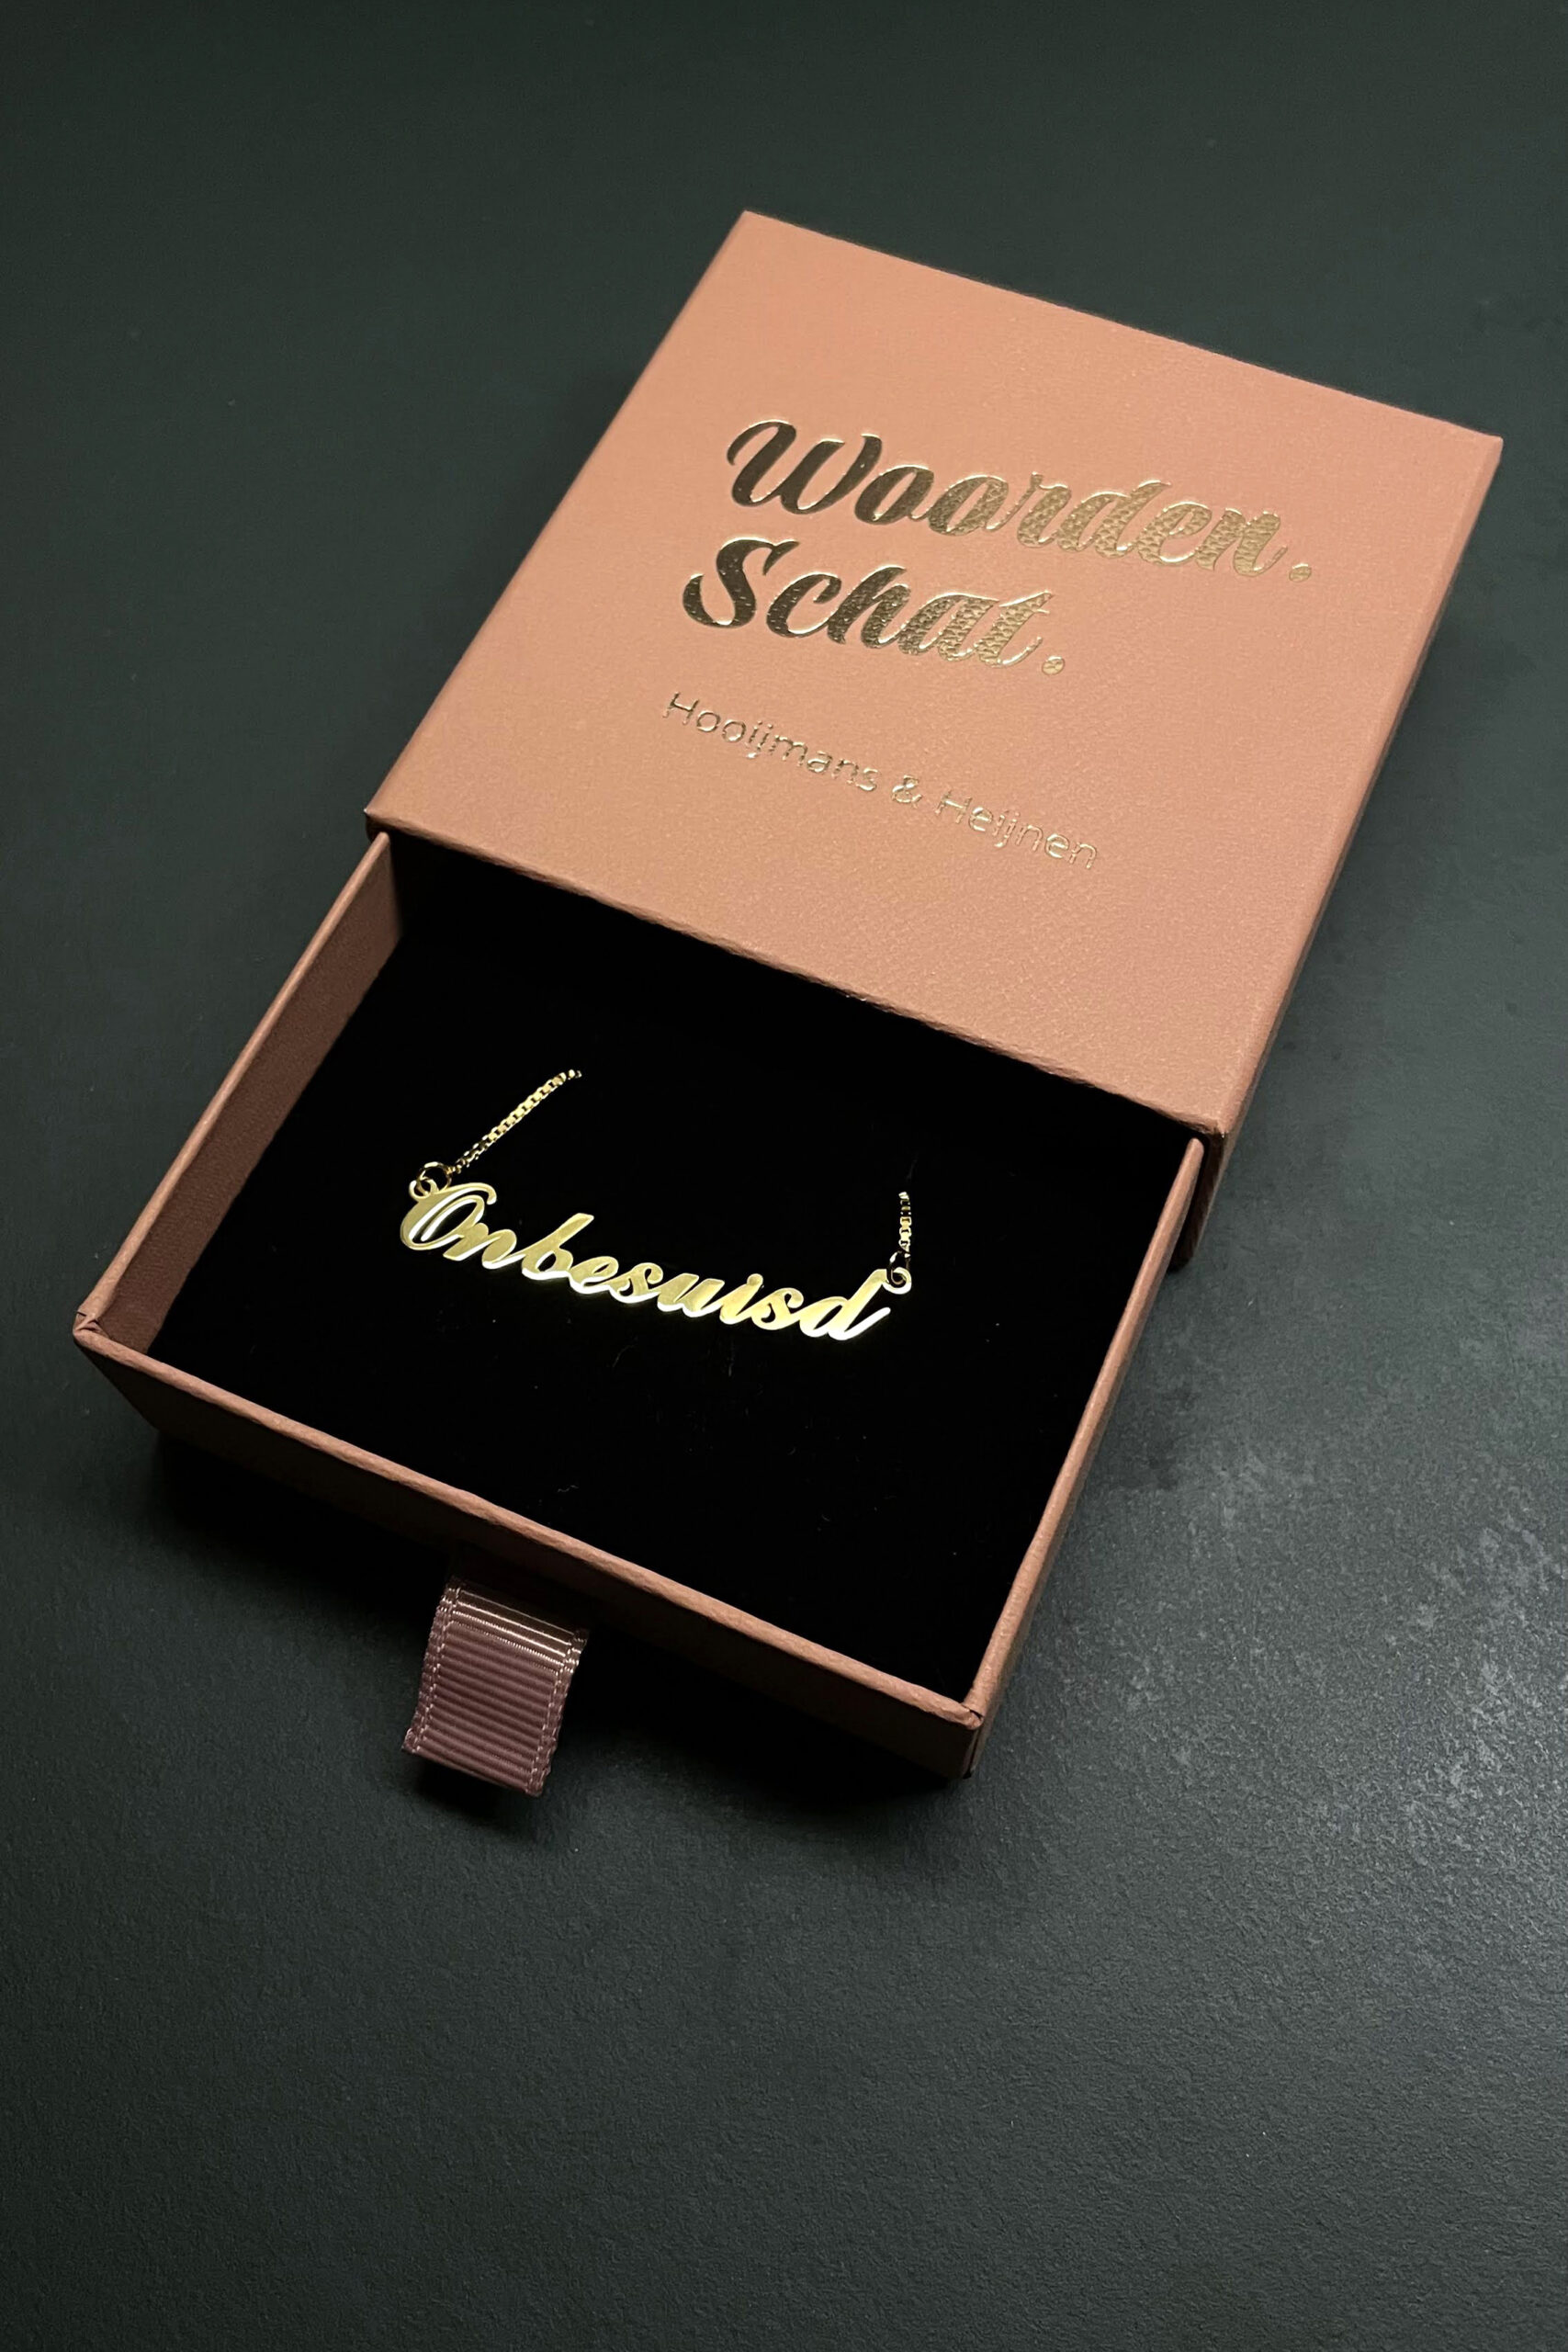 Woorden.
Schat.
Hooijmans & Heijnen
Onbesuisd